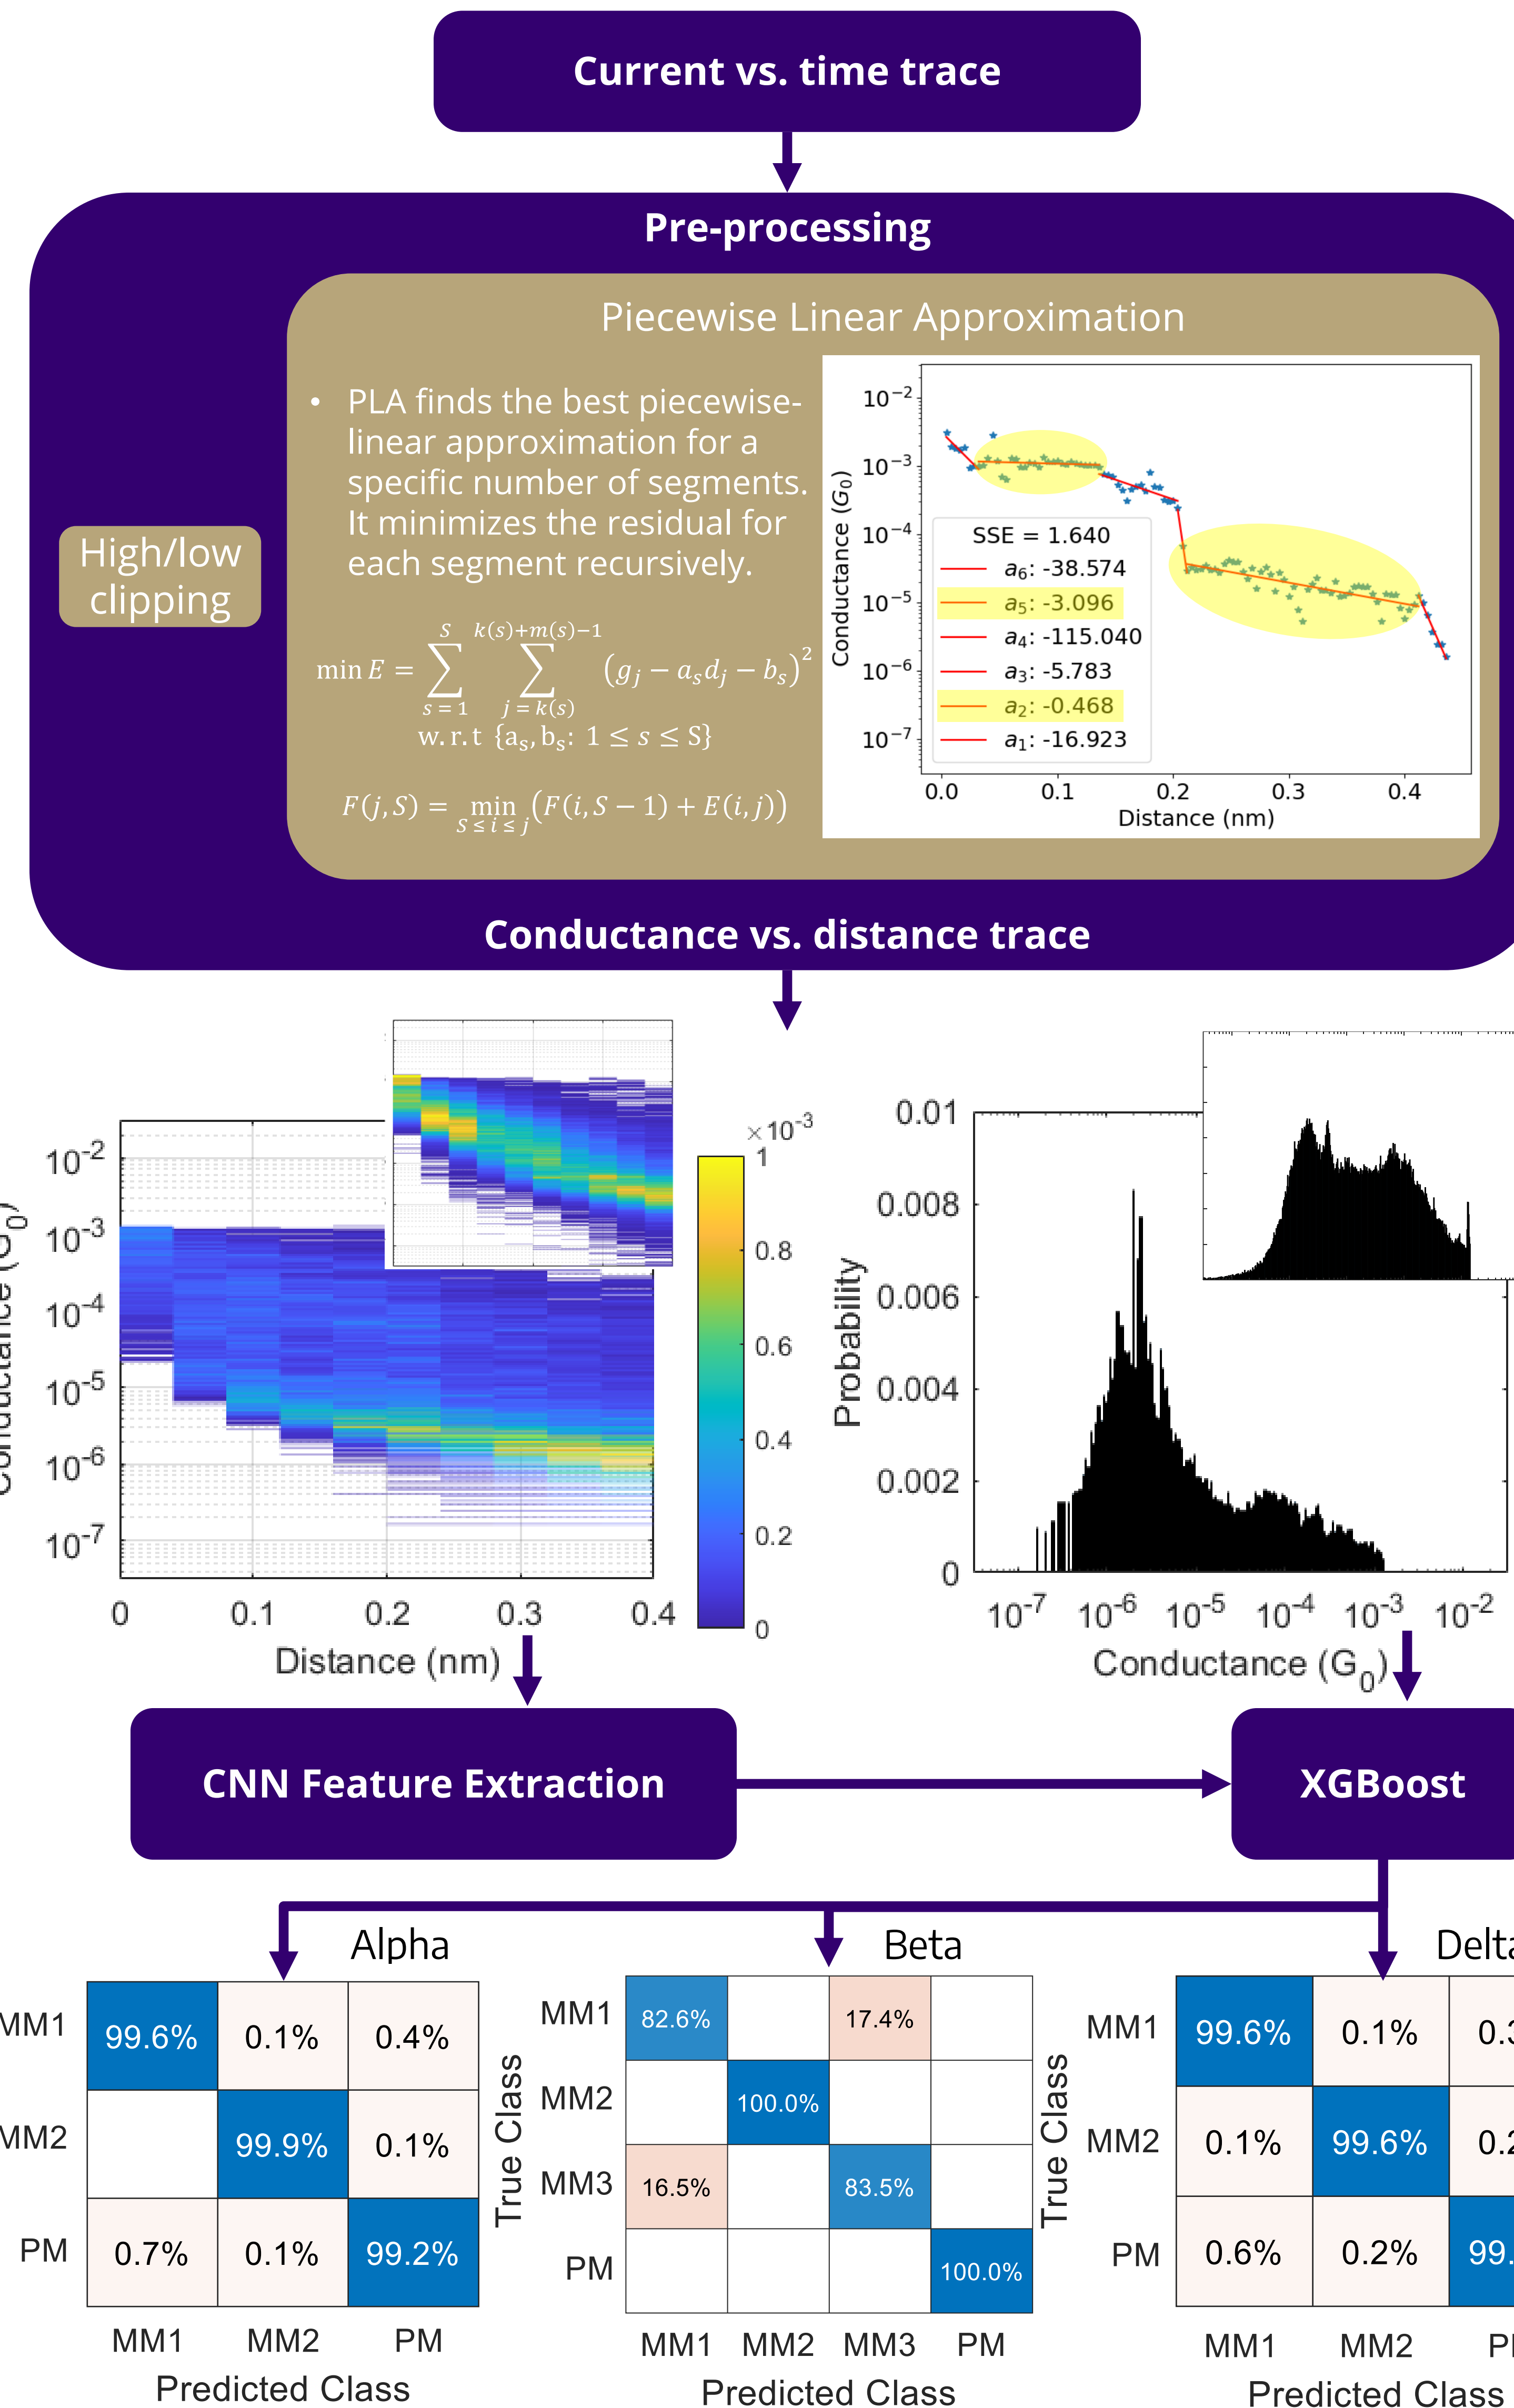 Current vs. time trace
Pre-processing
Piecewise Linear Approximation
High/low
clipping
• PLA finds the best piecewise-
linear approximation for a
specific number of segments.
It minimizes the residual for
each segment recursively.
min E = ∑_{s = 1}^{S} ∑_{j = k(s)}^{k(s)+m(s)−1} (g_j − a_s d_j − b_s)^2
w.r.t {a_s, b_s: 1 ≤ s ≤ S}
F(j, S) = min_{S ≤ i ≤ j} (F(i, S − 1) + E(i, j))
Conductance (G_0)
10^-2
10^-3
10^-4
10^-5
10^-6
10^-7
SSE = 1.640
a_6: -38.574
a_5: -3.096
a_4: -115.040
a_3: -5.783
a_2: -0.468
a_1: -16.923
0.0 0.1 0.2 0.3 0.4
Distance (nm)
Conductance vs. distance trace
10^-2
10^-3
10^-4
10^-5
10^-6
10^-7
0 0.1 0.2 0.3 0.4
Distance (nm)
×10^-3
1
0.8
0.6
0.4
0.2
0
Probability
0.01
0.008
0.006
0.004
0.002
0
10^-7 10^-6 10^-5 10^-4 10^-3 10^-2
Conductance (G_0)
CNN Feature Extraction
XGBoost
Alpha
MM1 99.6% 0.1% 0.4%
MM2 99.9% 0.1%
PM 0.7% 0.1% 99.2%
MM1 MM2 PM
Predicted Class
Beta
True Class
MM1 82.6% 17.4%
MM2 100.0%
MM3 16.5% 83.5%
PM 100.0%
MM1 MM2 MM3 PM
Predicted Class
True Class
MM1 99.6% 0.1%
MM2 0.1% 99.6%
PM 0.6% 0.2%
MM1 MM2
Predicted Class